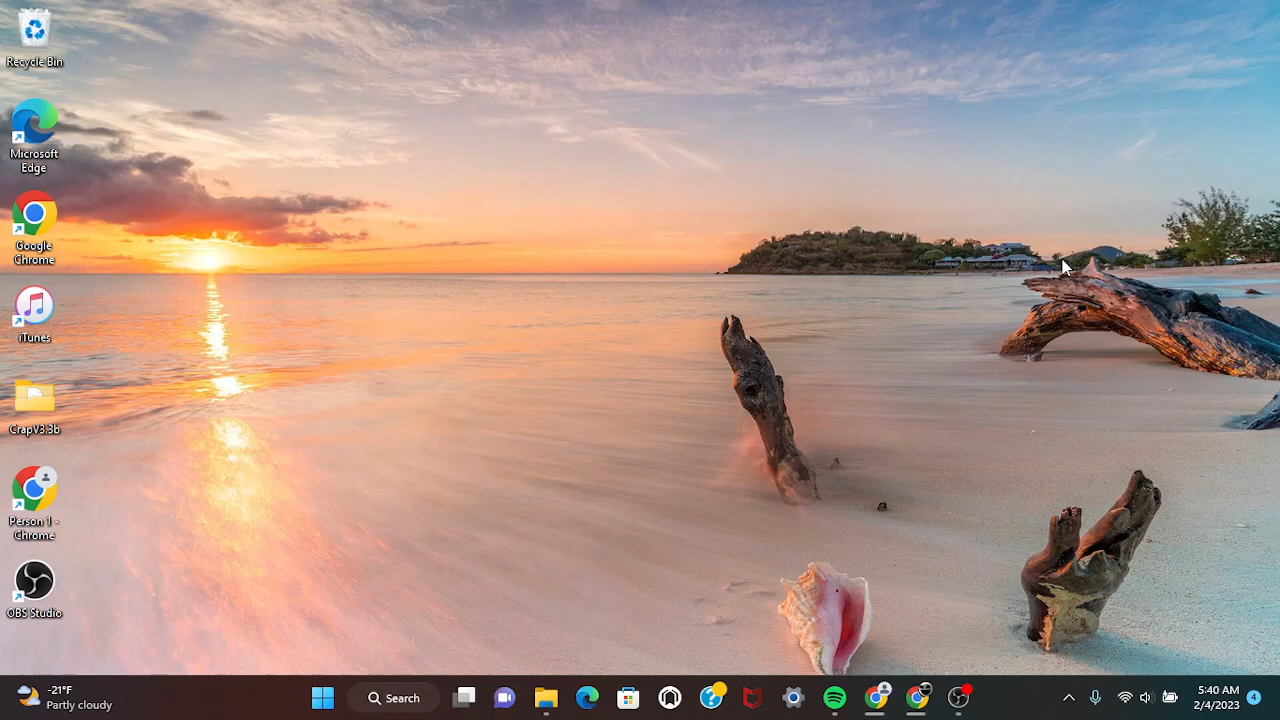 Recycle Bin
Microsoft
Edge
Google
Chrome
iTunes
CrapV3.3b
Person 1 -
Chrome
OBS Studio
-21°F
Partly cloudy
Search
5:40 AM
2/4/2023
4